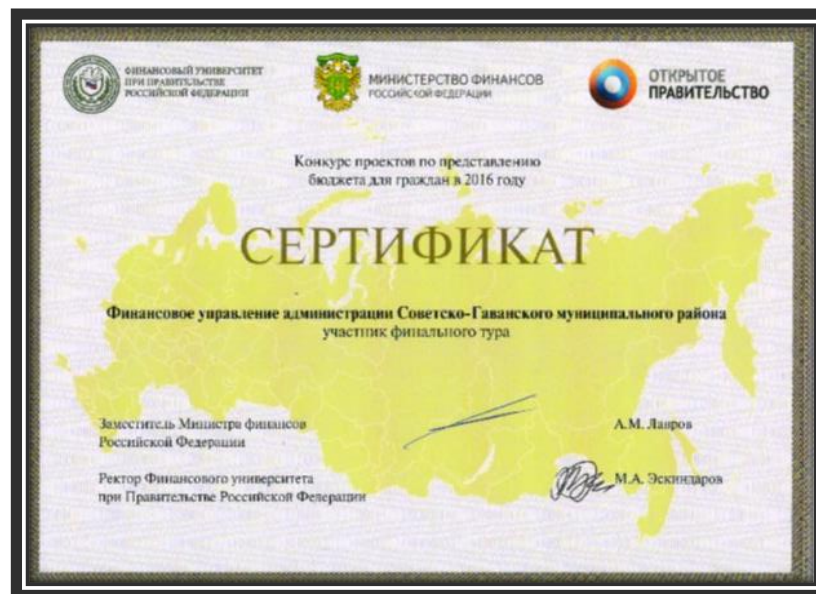 ФИНАНСОВЫЙ УНИВЕРСИТЕТ
ПРИ ПРАВИТЕЛЬСТВЕ
РОССИЙСКОЙ ФЕДЕРАЦИИ
МИНИСТЕРСТВО ФИНАНСОВ
РОССИЙСКОЙ ФЕДЕРАЦИИ
ОТКРЫТОЕ
ПРАВИТЕЛЬСТВО
Конкурс проектов по представлению
бюджета для граждан в 2016 году
СЕРТИФИКАТ
Финансовое управление администрации Советско-Гаванского муниципального района
участник финального тура
Заместитель Министра финансов
Российской Федерации
А.М. Лавров
Ректор Финансового университета
при Правительстве Российской Федерации
М.А. Эскиндаров